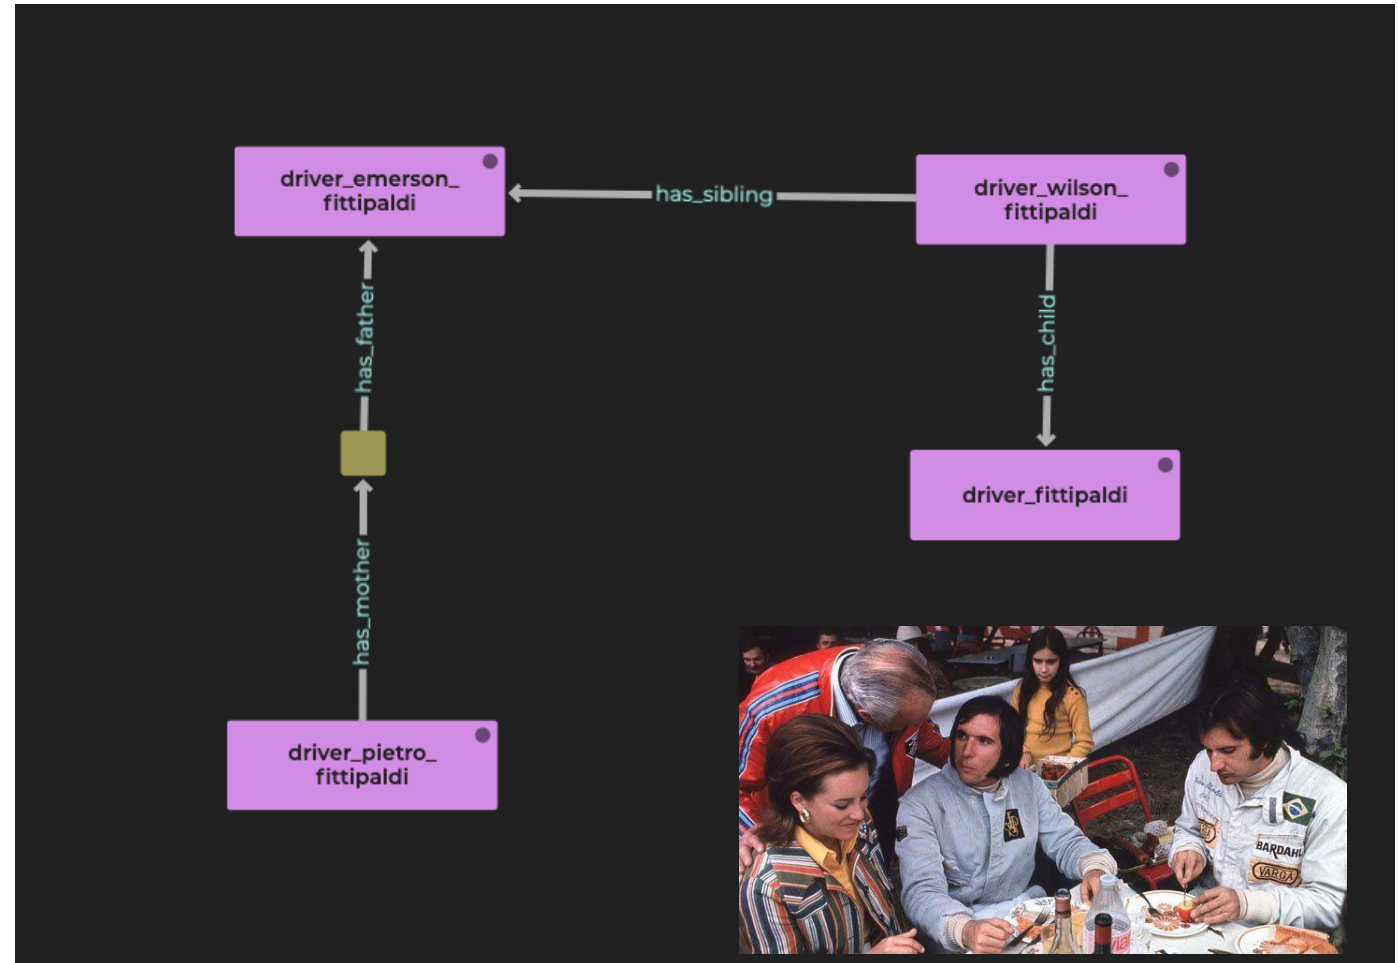 driver_emerson_
fittipaldi
has_sibling
driver_wilson_
fittipaldi
has_father
has_child
driver_fittipaldi
has_mother
driver_pietro_
fittipaldi
BARDAHL
VARGA